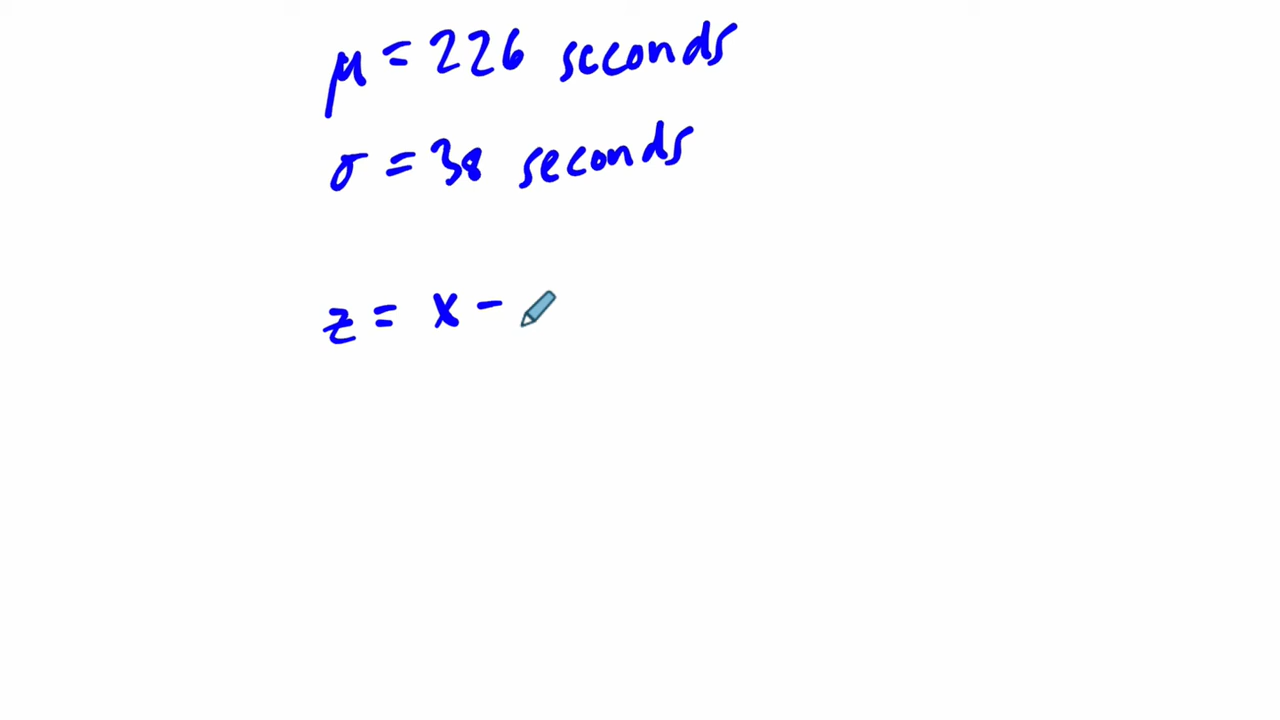 μ = 226 seconds
σ = 38 seconds
z = x -